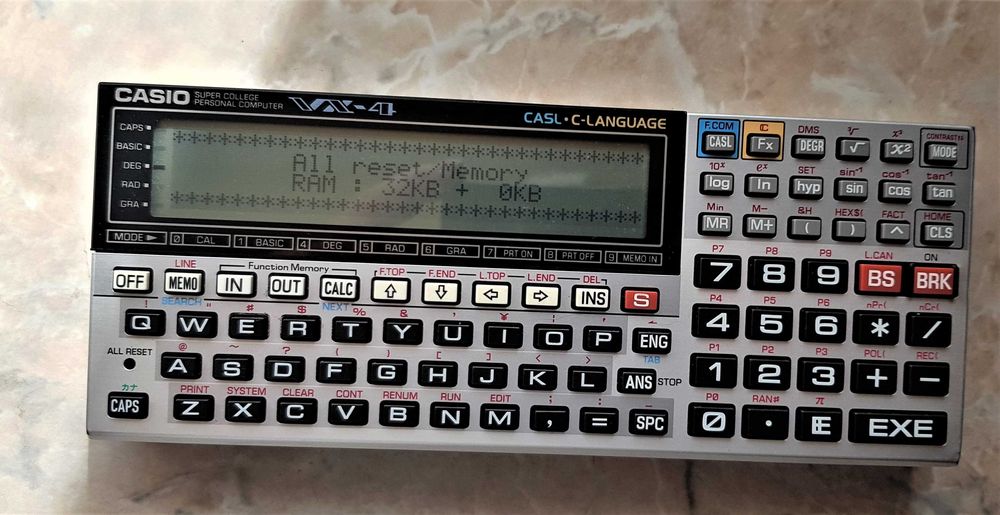 CASIO SUPER COLLEGE PERSONAL COMPUTER VX-4 CASL・C-LANGUAGE
CAPS
BASIC
DEG
RAD
GRA
********************************
All reset/Memory
RAM : 32KB + 0KB
********************************
MODE ► 0 CAL 1 BASIC 4 DEG 5 RAD 6 GRA 7 PRT ON 8 PRT OFF 9 MEMO IN
F.COM C DMS ³√ x³ CONTRAST
CASL Fx DEGR √ x² MODE
10ˣ eˣ SET sin⁻¹ cos⁻¹ tan⁻¹
log ln hyp sin cos tan
Min M– &H HEX$( FACT HOME
MR M+ ( ) ^ CLS
LINE Function Memory F.TOP F.END L.TOP L.END DEL
OFF MEMO IN OUT CALC ⇧ ⇩ ⇦ ⇨ INS S
SEARCH NEXT
! " # $ % & ' ¥
Q W E R T Y U I O P ENG
TAB
@ ~ ? ( ) [ ] < >
ALL RESET A S D F G H J K L ANS STOP
カナ PRINT SYSTEM CLEAR CONT RENUM RUN EDIT ; :
CAPS Z X C V B N M , = SPC
P7 P8 P9 L.CAN ON
7 8 9 BS BRK
P4 P5 P6 nPr( nCr(
4 5 6 * /
P1 P2 P3 POL( REC(
1 2 3 + −
P0 RAN# π
0 · E EXE